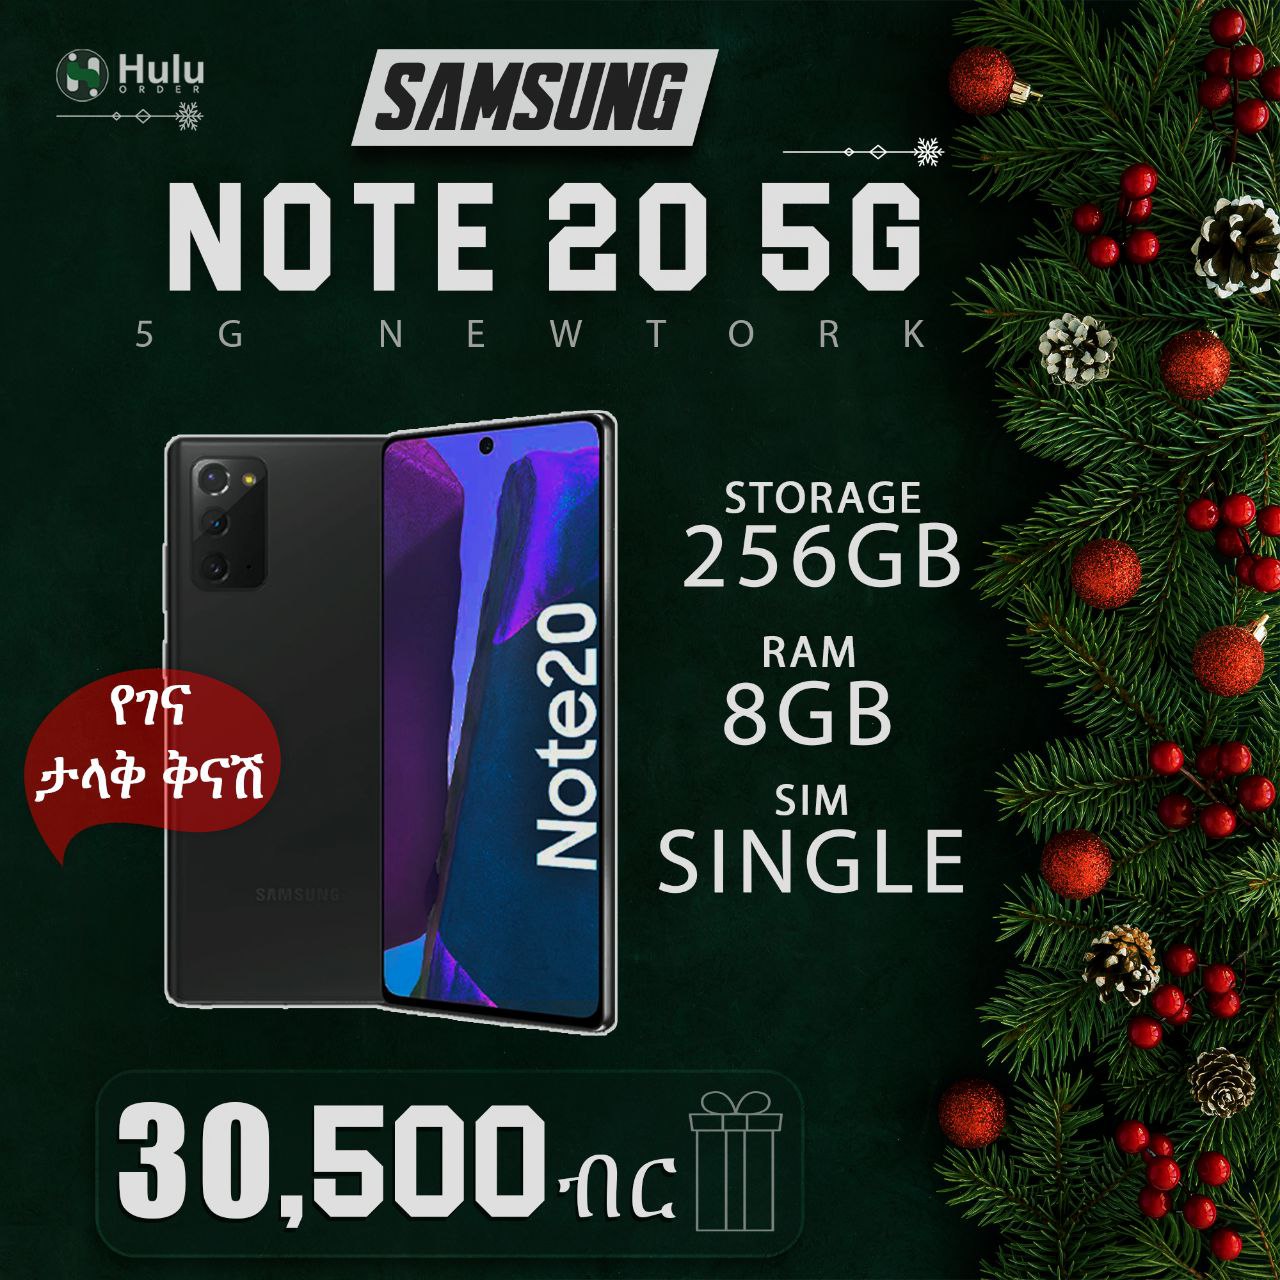 Hulu
ORDER
SAMSUNG
NOTE 20 5G
5G NEWTORK
STORAGE
256GB
RAM
8GB
SIM
SINGLE
Note20
የገና
ታላቅ ቅናሽ
SAMSUNG
30,500 ብር